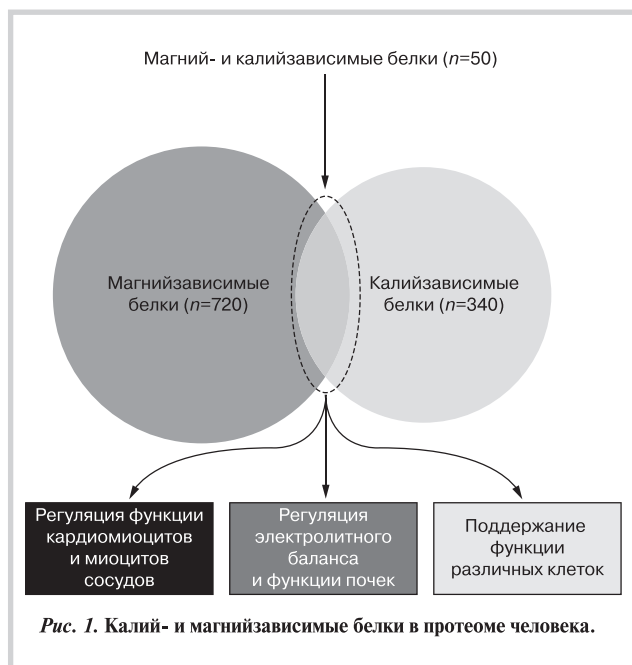 Магний- и калийзависимые белки (n=50)
Магнийзависимые
белки (n=720)
Калийзависимые
белки (n=340)
Регуляция функции
кардиомиоцитов
и миоцитов
сосудов
Регуляция
электролитного
баланса
и функции почек
Поддержание
функции
различных клеток
Рис. 1. Калий- и магнийзависимые белки в протеоме человека.